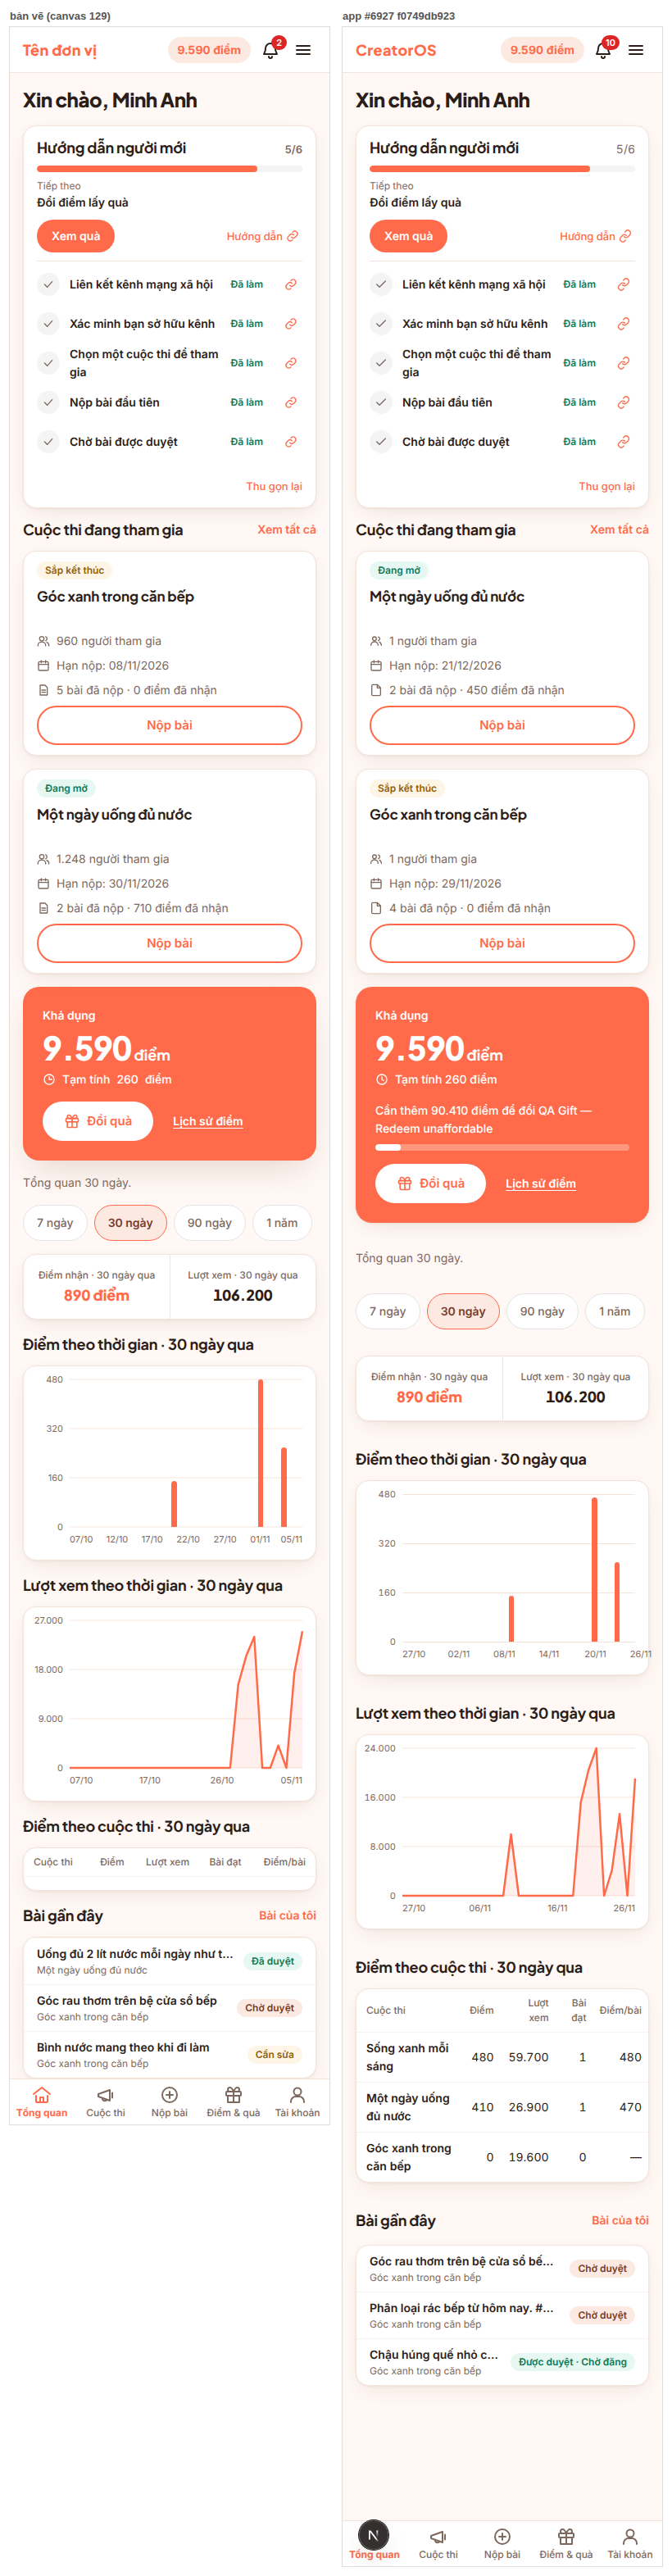 bản vẽ (canvas 129)
Tên đơn vị
9.590 điểm
2
Xin chào, Minh Anh
Hướng dẫn người mới
5/6
Tiếp theo
Đổi điểm lấy quà
Xem quà
Hướng dẫn
Liên kết kênh mạng xã hội
Đã làm
Xác minh bạn sở hữu kênh
Đã làm
Chọn một cuộc thi để tham
gia
Đã làm
Nộp bài đầu tiên
Đã làm
Chờ bài được duyệt
Đã làm
Thu gọn lại
Cuộc thi đang tham gia
Xem tất cả
Sắp kết thúc
Góc xanh trong căn bếp
960 người tham gia
Hạn nộp: 08/11/2026
5 bài đã nộp · 0 điểm đã nhận
Nộp bài
Đang mở
Một ngày uống đủ nước
1.248 người tham gia
Hạn nộp: 30/11/2026
2 bài đã nộp · 710 điểm đã nhận
Nộp bài
Khả dụng
9.590 điểm
Tạm tính 260 điểm
Đổi quà
Lịch sử điểm
Tổng quan 30 ngày.
7 ngày
30 ngày
90 ngày
1 năm
Điểm nhận · 30 ngày qua
890 điểm
Lượt xem · 30 ngày qua
106.200
Điểm theo thời gian · 30 ngày qua
480
320
160
0
07/10 12/10 17/10 22/10 27/10 01/11 05/11
Lượt xem theo thời gian · 30 ngày qua
27.000
18.000
9.000
0
07/10 17/10 26/10 05/11
Điểm theo cuộc thi · 30 ngày qua
Cuộc thi Điểm Lượt xem Bài đạt Điểm/bài
Bài gần đây
Bài của tôi
Uống đủ 2 lít nước mỗi ngày như t...
Một ngày uống đủ nước
Đã duyệt
Góc rau thơm trên bệ cửa sổ bếp
Góc xanh trong căn bếp
Chờ duyệt
Bình nước mang theo khi đi làm
Góc xanh trong căn bếp
Cần sửa
Tổng quan
Cuộc thi
Nộp bài
Điểm & quà
Tài khoản
app #6927 f0749db923
CreatorOS
9.590 điểm
10
Xin chào, Minh Anh
Hướng dẫn người mới
5/6
Tiếp theo
Đổi điểm lấy quà
Xem quà
Hướng dẫn
Liên kết kênh mạng xã hội
Đã làm
Xác minh bạn sở hữu kênh
Đã làm
Chọn một cuộc thi để tham
gia
Đã làm
Nộp bài đầu tiên
Đã làm
Chờ bài được duyệt
Đã làm
Thu gọn lại
Cuộc thi đang tham gia
Xem tất cả
Đang mở
Một ngày uống đủ nước
1 người tham gia
Hạn nộp: 21/12/2026
2 bài đã nộp · 450 điểm đã nhận
Nộp bài
Sắp kết thúc
Góc xanh trong căn bếp
1 người tham gia
Hạn nộp: 29/11/2026
4 bài đã nộp · 0 điểm đã nhận
Nộp bài
Khả dụng
9.590 điểm
Tạm tính 260 điểm
Cần thêm 90.410 điểm để đổi QA Gift —
Redeem unaffordable
Đổi quà
Lịch sử điểm
Tổng quan 30 ngày.
7 ngày
30 ngày
90 ngày
1 năm
Điểm nhận · 30 ngày qua
890 điểm
Lượt xem · 30 ngày qua
106.200
Điểm theo thời gian · 30 ngày qua
480
320
160
0
27/10 02/11 08/11 14/11 20/11 26/11
Lượt xem theo thời gian · 30 ngày qua
24.000
16.000
8.000
0
27/10 06/11 16/11 26/11
Điểm theo cuộc thi · 30 ngày qua
Cuộc thi Điểm Lượt xem Bài đạt Điểm/bài
Sống xanh mỗi sáng 480 59.700 1 480
Một ngày uống đủ nước 410 26.900 1 470
Góc xanh trong căn bếp 0 19.600 0 —
Bài gần đây
Bài của tôi
Góc rau thơm trên bệ cửa sổ bế...
Góc xanh trong căn bếp
Chờ duyệt
Phân loại rác bếp từ hôm nay. #...
Góc xanh trong căn bếp
Chờ duyệt
Chậu húng quế nhỏ c...
Góc xanh trong căn bếp
Được duyệt · Chờ đăng
N
Tổng quan
Cuộc thi
Nộp bài
Điểm & quà
Tài khoản